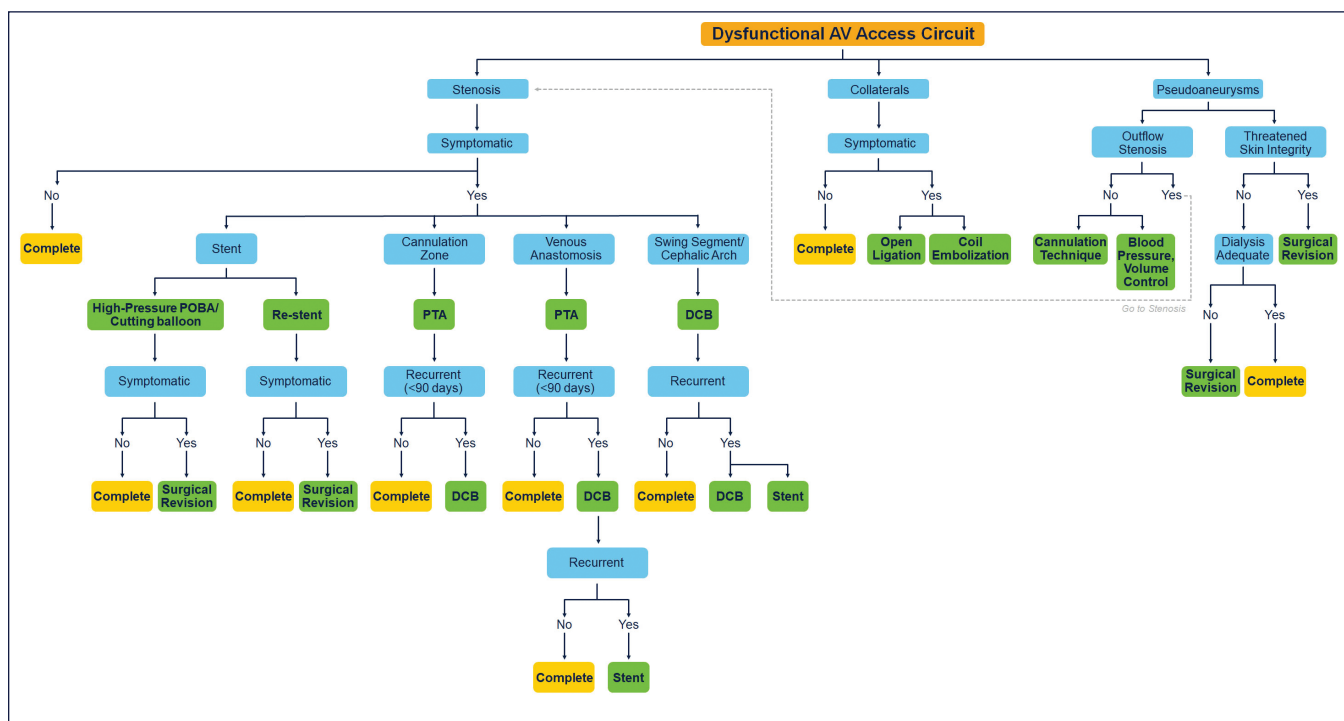 Dysfunctional AV Access Circuit
Stenosis
Collaterals
Pseudoaneurysms
Symptomatic
Symptomatic
Outflow
Stenosis
Threatened
Skin Integrity
No
Yes
No
Yes
No
Yes
No
Yes
Complete
Stent
Cannulation
Zone
Venous
Anastomosis
Swing Segment/
Cephalic Arch
Complete
Open
Ligation
Coil
Embolization
Cannulation
Technique
Blood
Pressure,
Volume
Control
Dialysis
Adequate
Surgical
Revision
High-Pressure POBA/
Cutting balloon
Re-stent
PTA
PTA
DCB
Go to Stenosis
No
Yes
Symptomatic
Symptomatic
Recurrent
(<90 days)
Recurrent
(<90 days)
Recurrent
Surgical
Revision
Complete
No
Yes
No
Yes
No
Yes
No
Yes
No
Yes
Complete
Surgical
Revision
Complete
Surgical
Revision
Complete
DCB
Complete
DCB
Complete
DCB
Stent
Recurrent
No
Yes
Complete
Stent